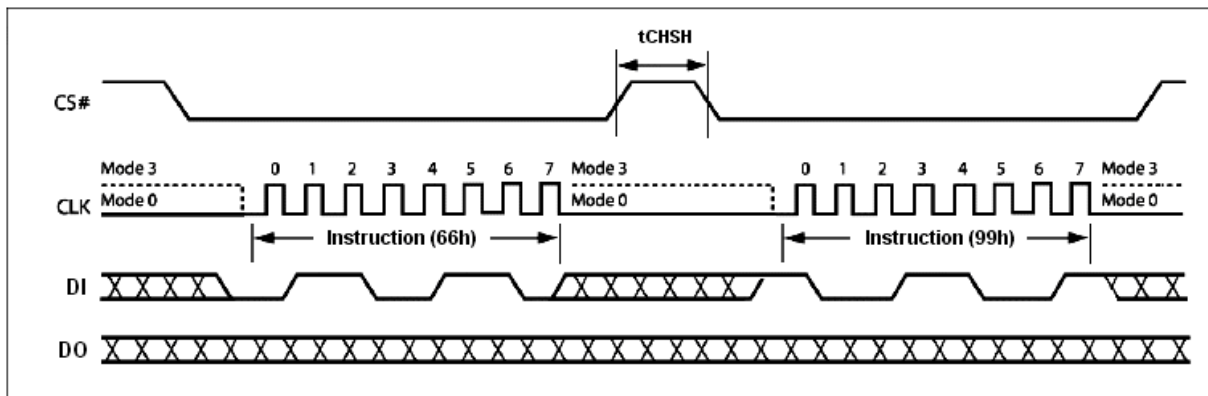 tCHSH
CS#
Mode 3 0 1 2 3 4 5 6 7 Mode 3 0 1 2 3 4 5 6 7 Mode 3
CLK Mode 0 Mode 0 Mode 0
Instruction (66h) Instruction (99h)
DI
DO